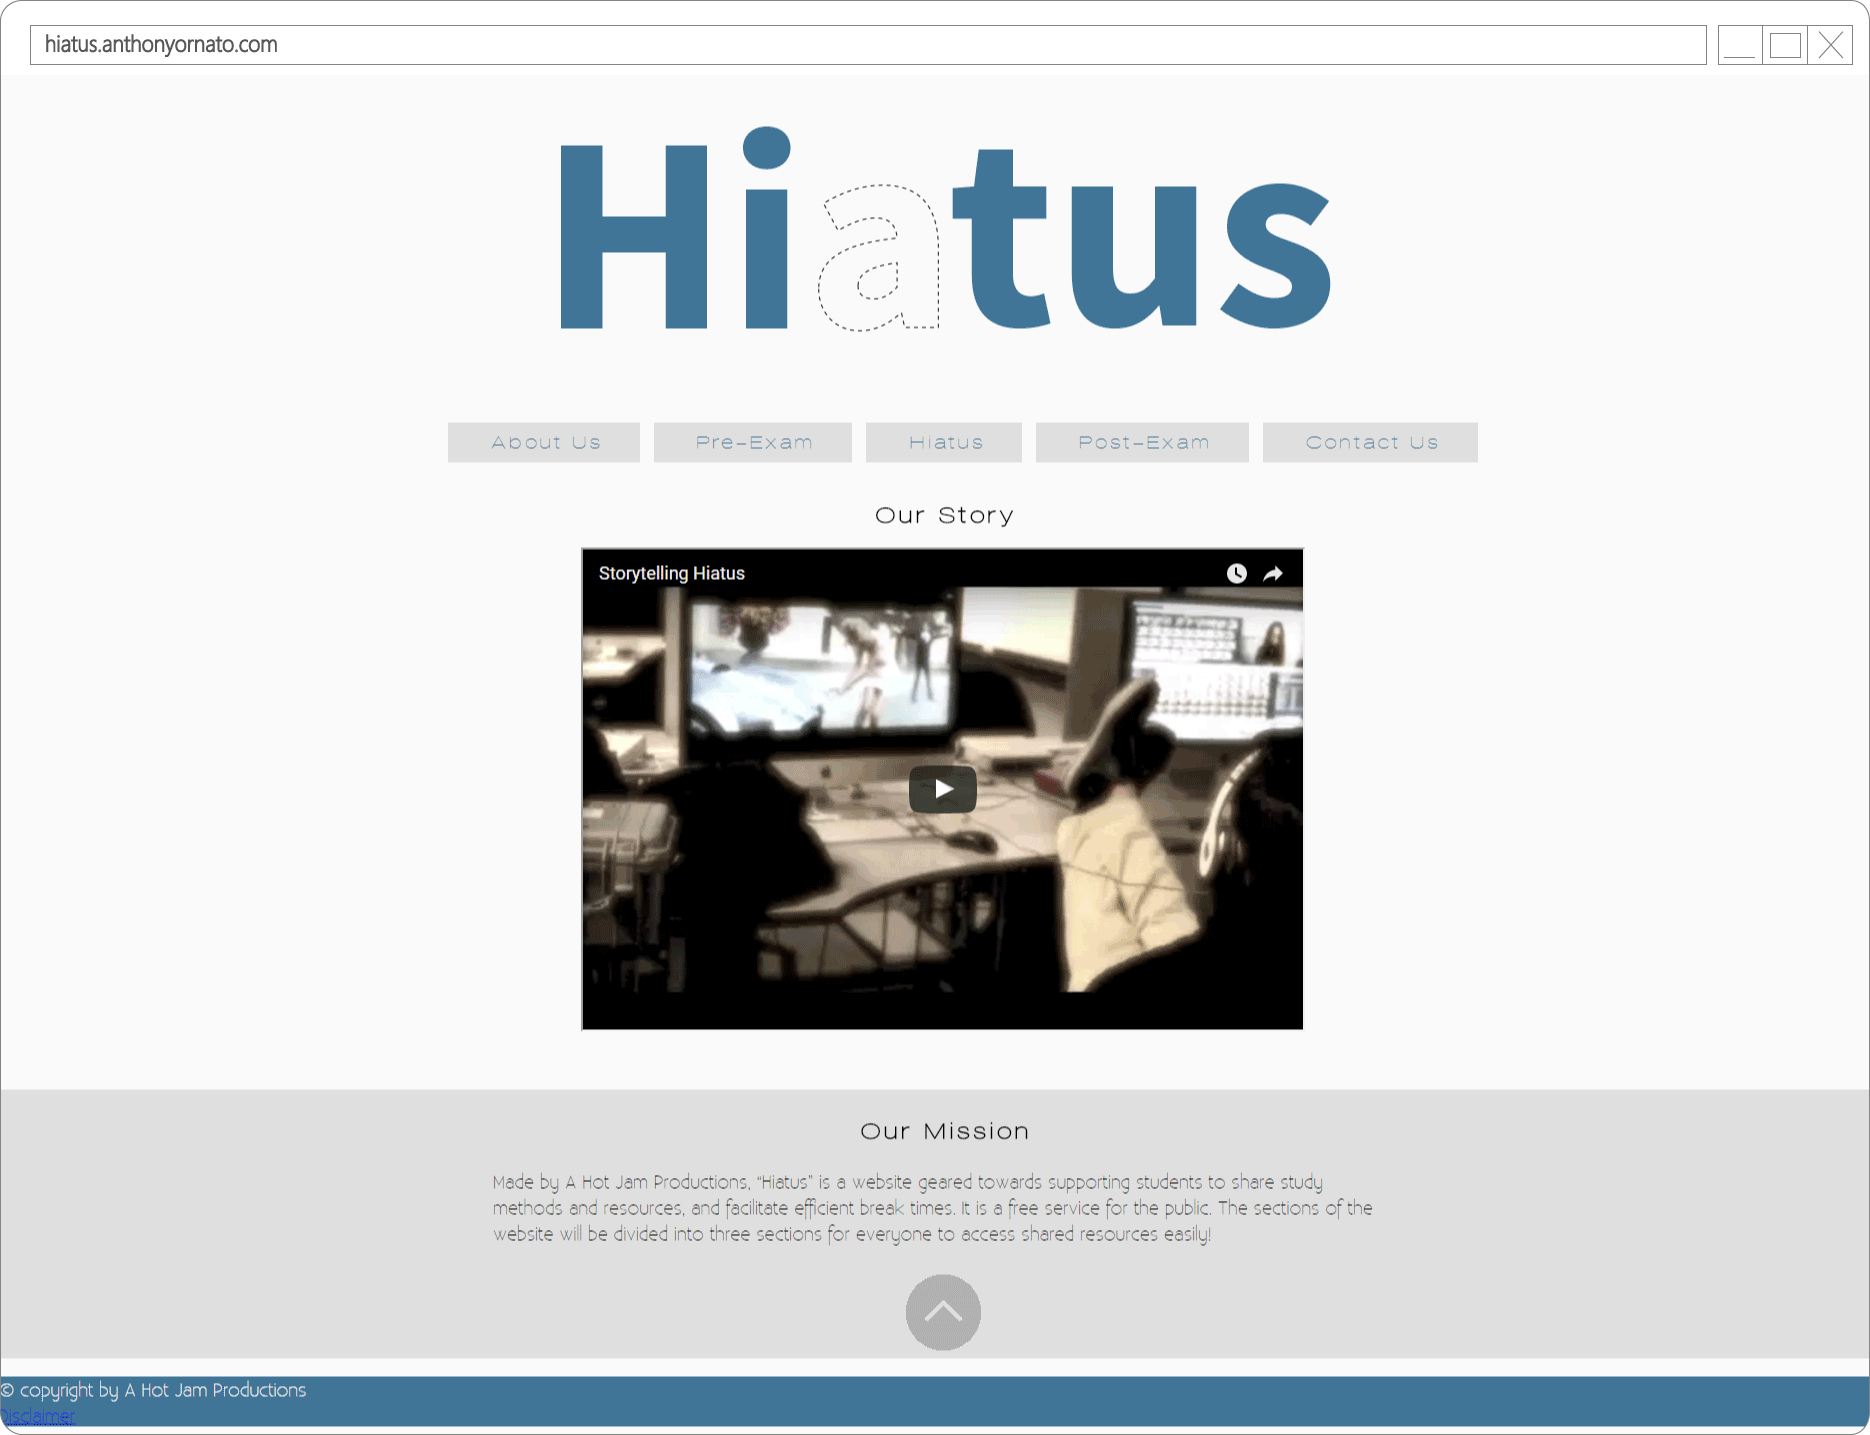 hiatus.anthonyornato.com
Hiatus
About Us Pre-Exam Hiatus Post-Exam Contact Us
Our Story
Storytelling Hiatus
Our Mission
Made by A Hot Jam Productions, “Hiatus” is a website geared towards supporting students to share study
methods and resources, and facilitate efficient break times. It is a free service for the public. The sections of the
website will be divided into three sections for everyone to access shared resources easily!
© copyright by A Hot Jam Productions
Disclaimer